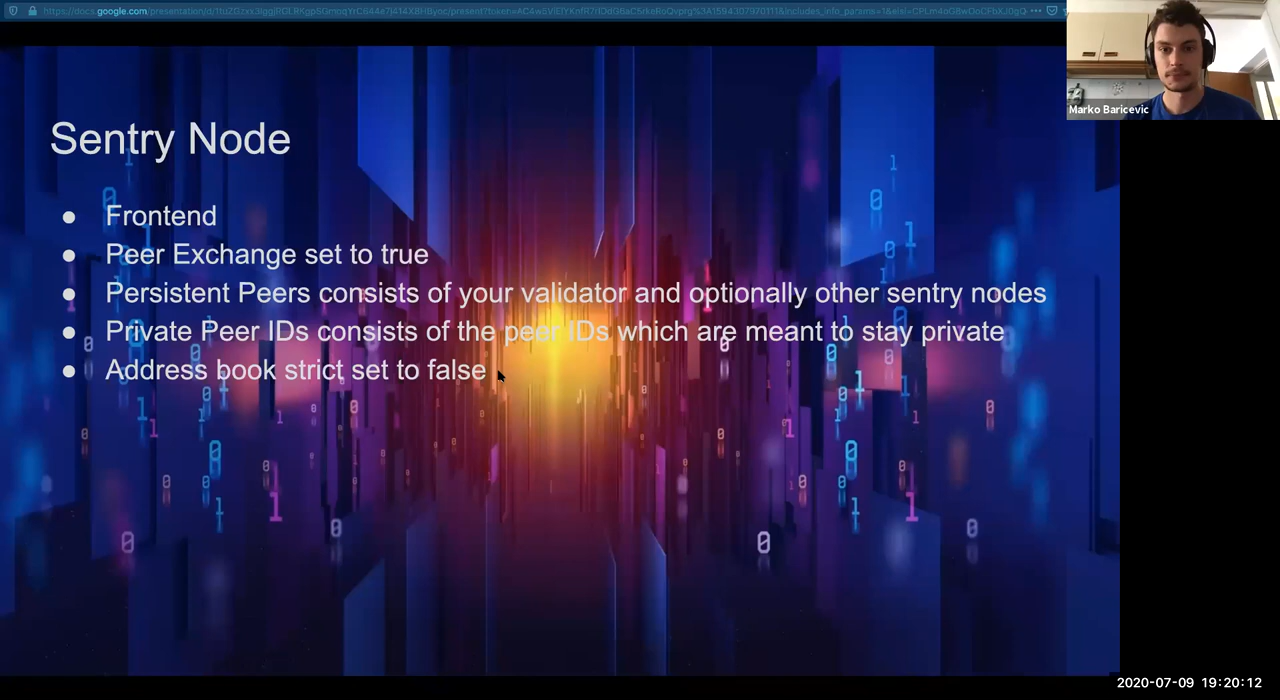 Marko Baricevic
Sentry Node
● Frontend
● Peer Exchange set to true
● Persistent Peers consists of your validator and optionally other sentry nodes
● Private Peer IDs consists of the peer IDs which are meant to stay private
● Address book strict set to false
2020-07-09 19:20:12